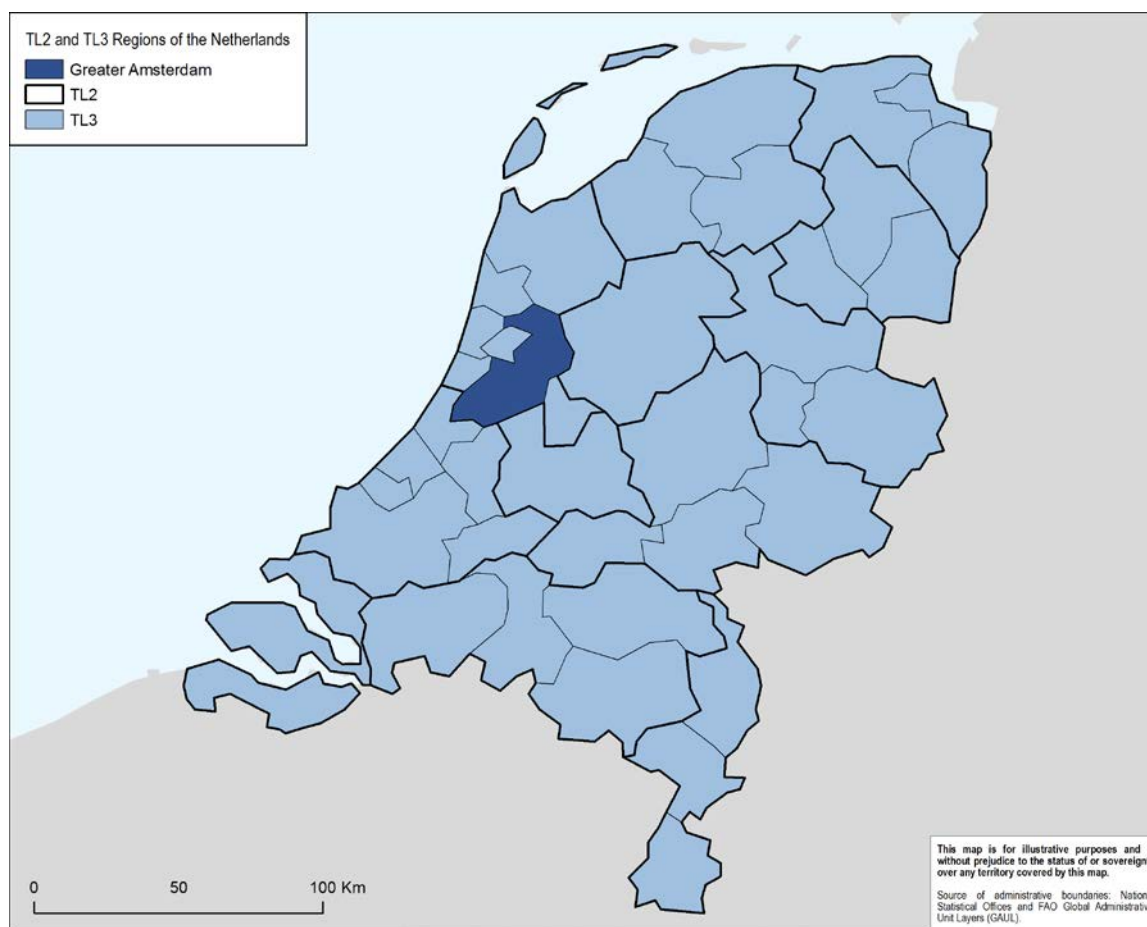 TL2 and TL3 Regions of the Netherlands
Greater Amsterdam
TL2
TL3
0 50 100 Km
This map is for illustrative purposes and
without prejudice to the status of or sovereign
over any territory covered by this map.
Source of administrative boundaries: Nation
Statistical Offices and FAO Global Administrativ
Unit Layers (GAUL).